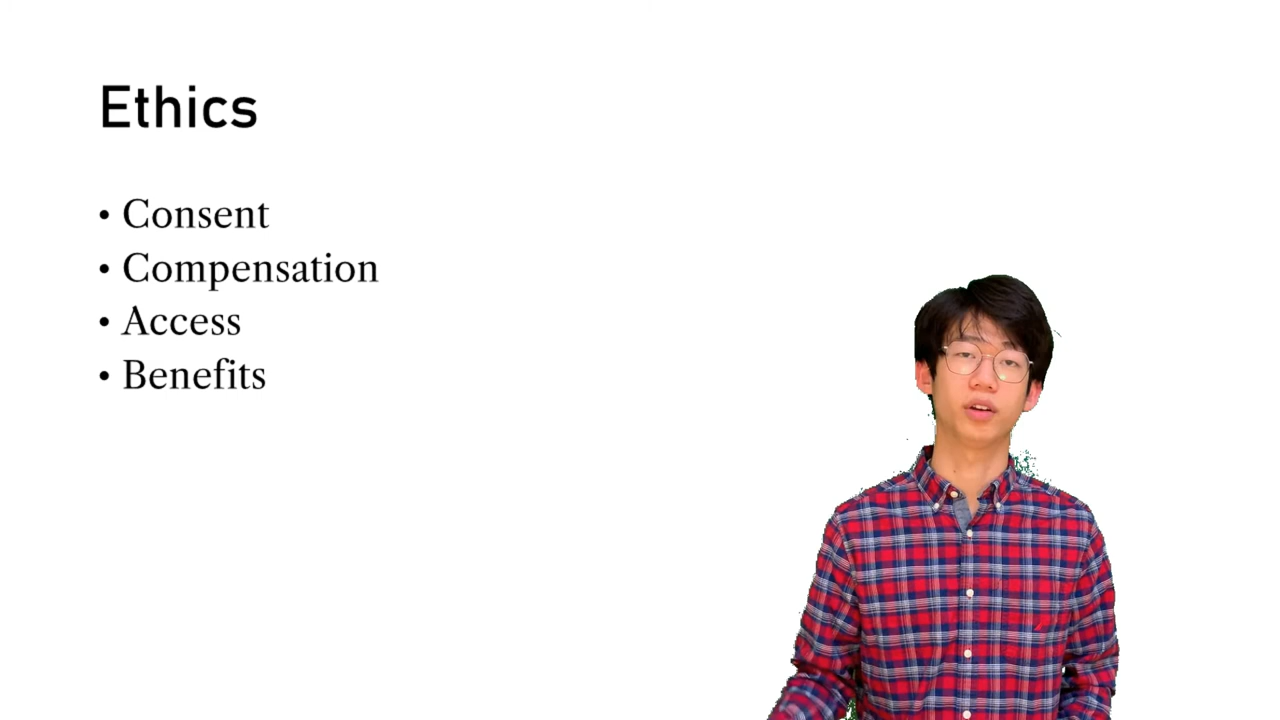 Ethics
• Consent
• Compensation
• Access
• Benefits